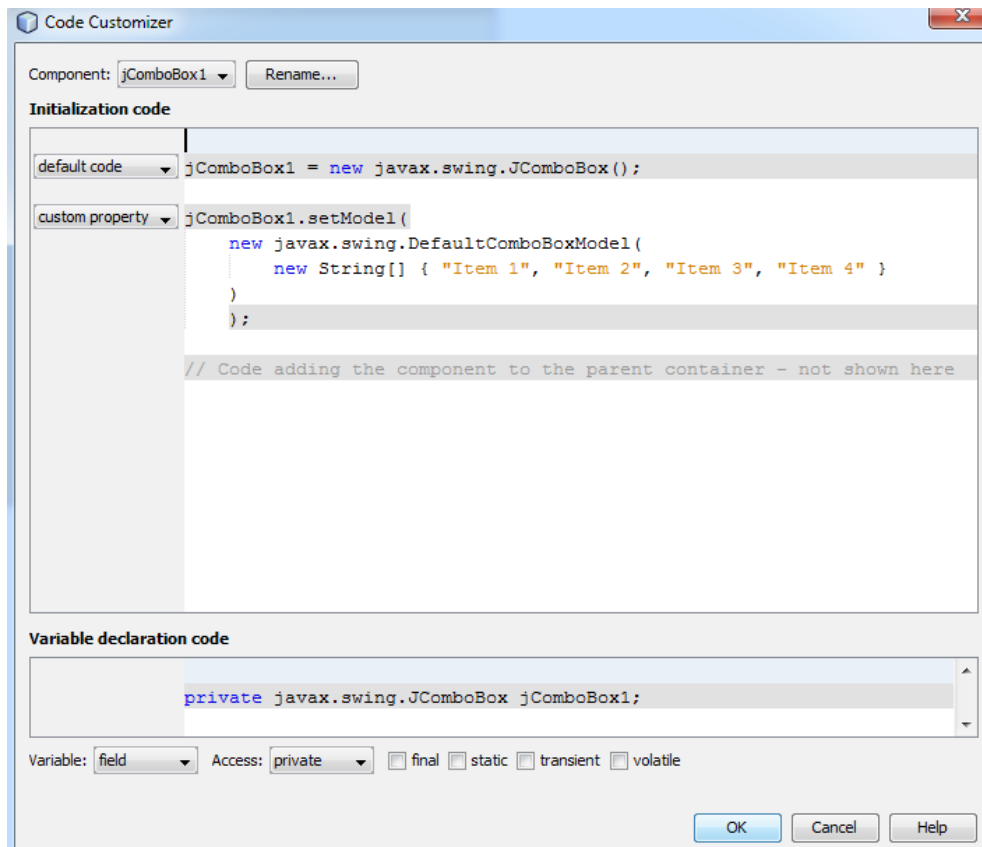 Code Customizer
Component: jComboBox1 Rename...
Initialization code
default code jComboBox1 = new javax.swing.JComboBox();
custom property jComboBox1.setModel(
new javax.swing.DefaultComboBoxModel(
new String[] { "Item 1", "Item 2", "Item 3", "Item 4" }
)
);
// Code adding the component to the parent container - not shown here
Variable declaration code
private javax.swing.JComboBox jComboBox1;
Variable: field Access: private final static transient volatile
OK Cancel Help